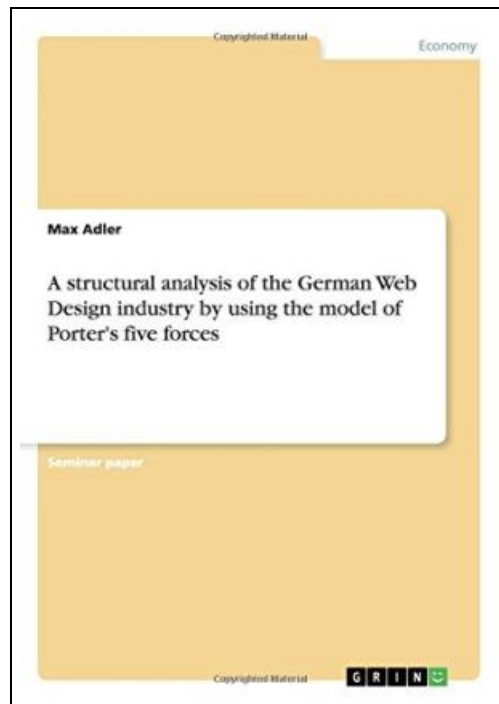 Copyrighted Material
Economy
Max Adler
A structural analysis of the German Web
Design industry by using the model of
Porter's five forces
Seminar paper
Copyrighted Material
GRIN